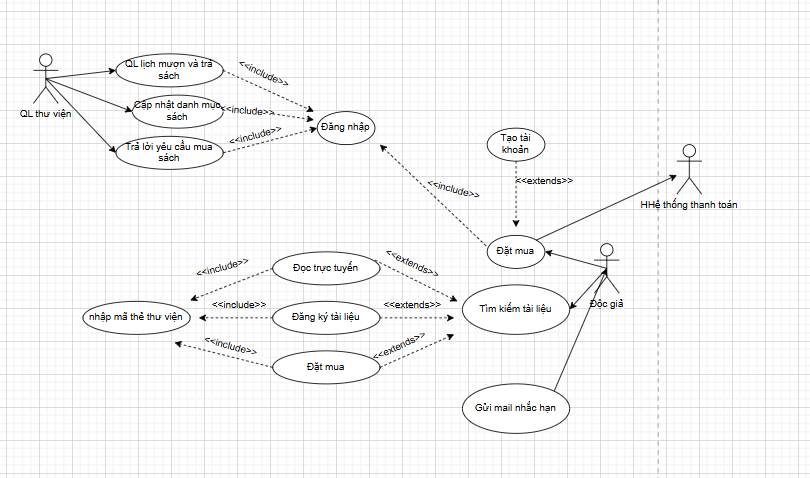 QL lịch mượn và trả
sách
<<include>>
QL thư viện
Cập nhật danh mục
sách
<<include>>
Đăng nhập
Trả lời yêu cầu mua
sách
<<include>>
Tạo tài
khoản
<<extends>>
<<include>>
HHệ thống thanh toán
Đặt mua
<<include>>
Đọc trực tuyến
<<extends>>
nhập mã thẻ thư viện
<<include>>
Đăng ký tài liệu
<<extends>>
Tìm kiếm tài liệu
Độc giả
<<include>>
Đặt mua
<<extends>>
Gửi mail nhắc hạn